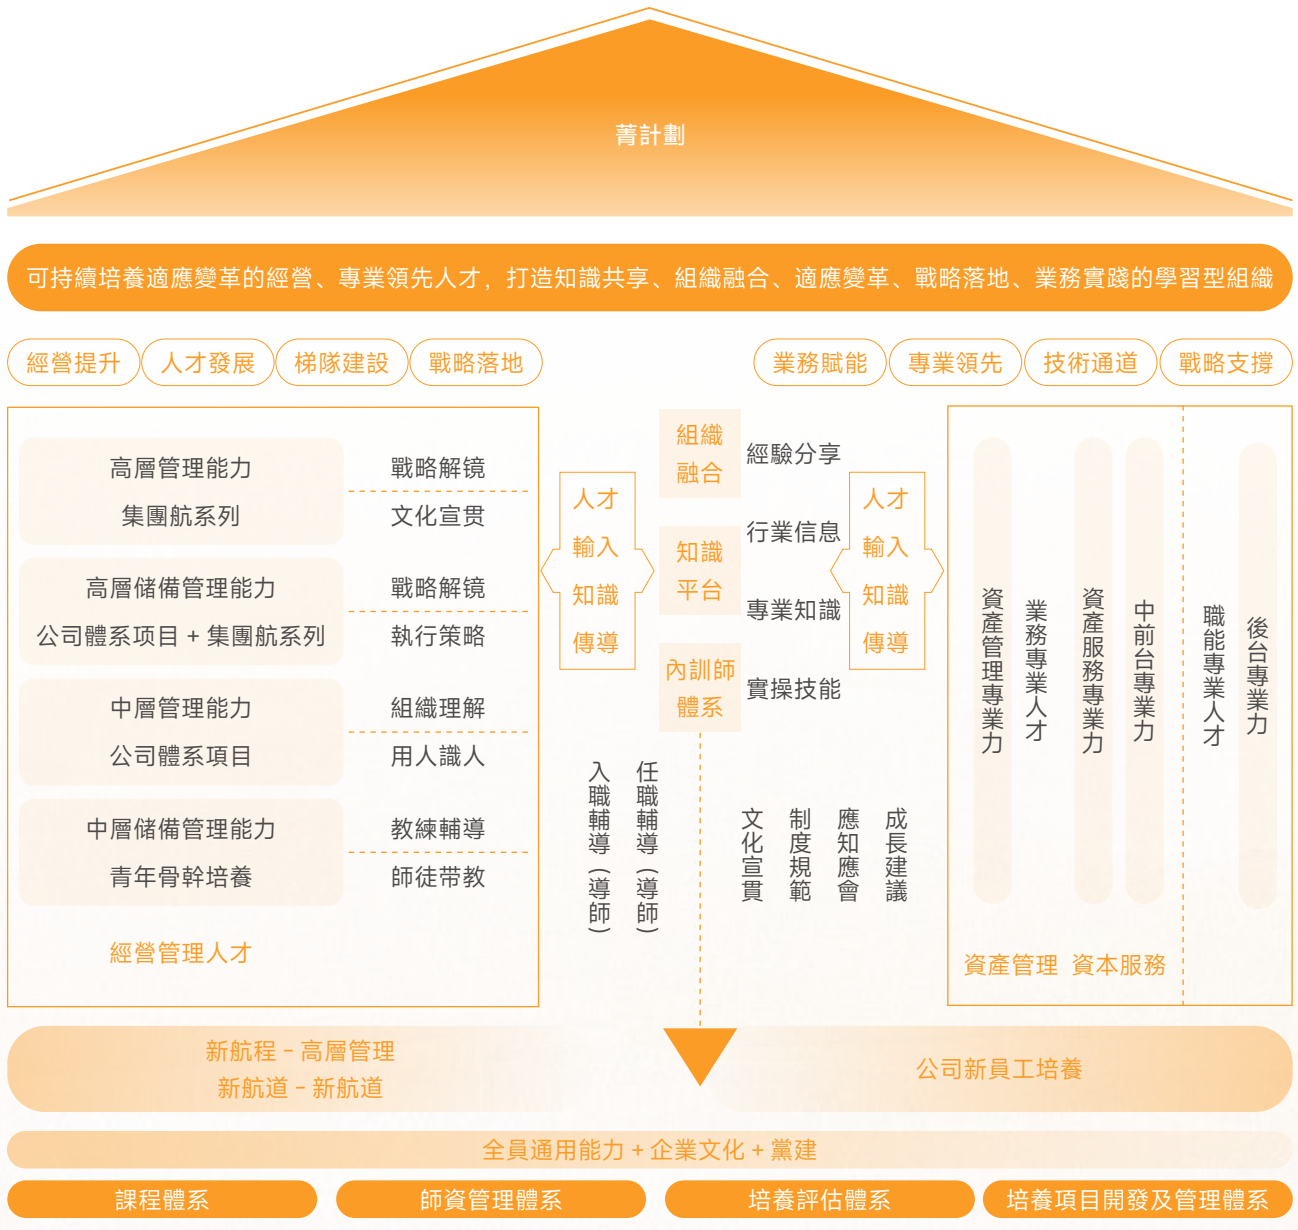 菁計劃
可持續培養適應變革的經營、專業領先人才，打造知識共享、組織融合、適應變革、戰略落地、業務實踐的學習型組織
經營提升
人才發展
梯隊建設
戰略落地
業務賦能
專業領先
技術通道
戰略支撐
高層管理能力
集團航系列
戰略解镜
文化宣贯
高層儲備管理能力
公司體系项目 + 集團航系列
戰略解镜
執行策略
中層管理能力
公司體系項目
組織理解
用人識人
中層儲備管理能力
青年骨幹培養
教練輔導
師徒带教
經營管理人才
人才
輸入
知識
傳導
組織
融合
知識
平台
內訓師
體系
經驗分享
行業信息
專業知識
實操技能
人才
輸入
知識
傳導
入職輔導（導師）
任職輔導（導師）
文化宣貫
制度規範
應知應會
成長建議
資產管理專業力
業務專業人才
資產服務專業力
中前台專業力
職能專業人才
後台專業力
資產管理
資本服務
新航程 – 高層管理
新航道 – 新航道
公司新員工培養
全員通用能力 + 企業文化 + 黨建
課程體系
師資管理體系
培養評估體系
培養項目開發及管理體系